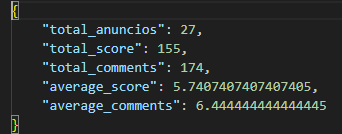 {
    "total_anuncios": 27,
    "total_score": 155,
    "total_comments": 174,
    "average_score": 5.7407407407407405,
    "average_comments": 6.444444444444445
}